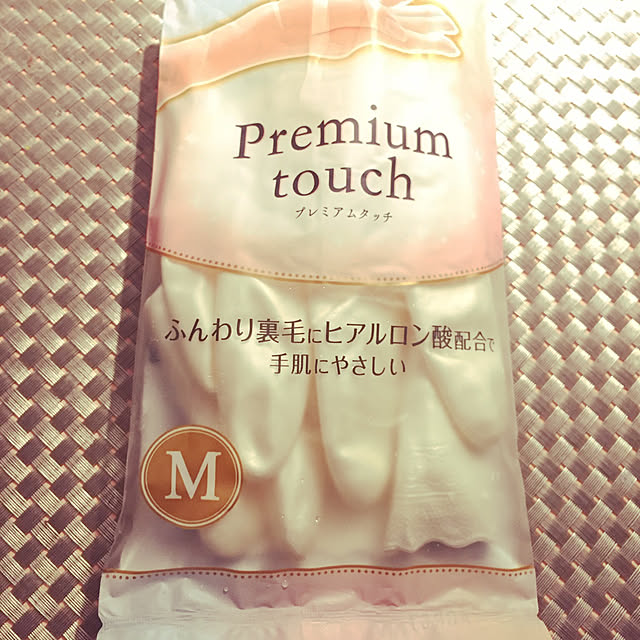 Premium
touch
プレミアムタッチ
ふんわり裏毛にヒアルロン酸配合で
手肌にやさしい
M